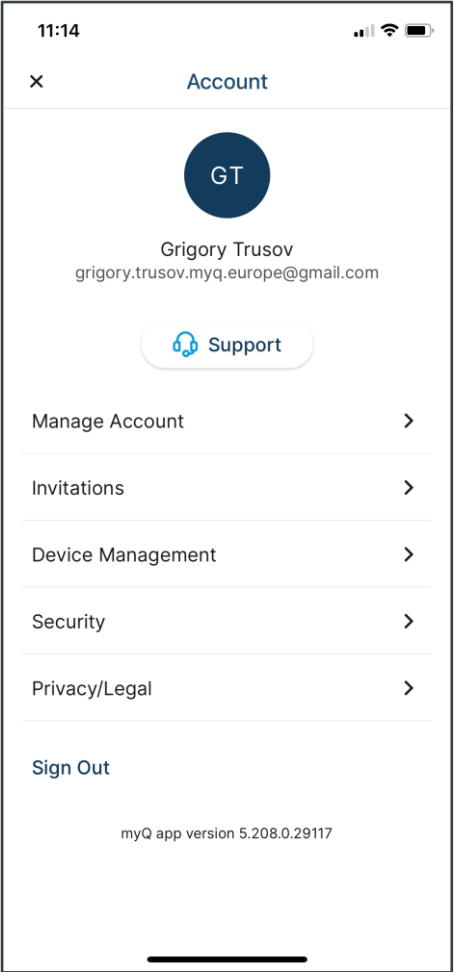 11:14
Account
GT
Grigory Trusov
grigory.trusov.myq.europe@gmail.com
Support
Manage Account
Invitations
Device Management
Security
Privacy/Legal
Sign Out
myQ app version 5.208.0.29117